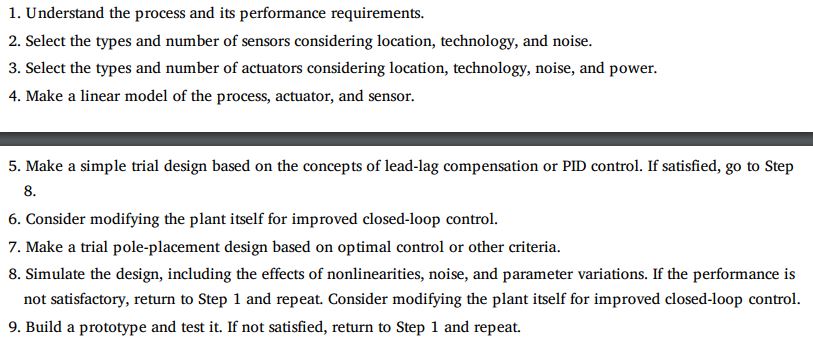 1. Understand the process and its performance requirements.
2. Select the types and number of sensors considering location, technology, and noise.
3. Select the types and number of actuators considering location, technology, noise, and power.
4. Make a linear model of the process, actuator, and sensor.
5. Make a simple trial design based on the concepts of lead-lag compensation or PID control. If satisfied, go to Step
8.
6. Consider modifying the plant itself for improved closed-loop control.
7. Make a trial pole-placement design based on optimal control or other criteria.
8. Simulate the design, including the effects of nonlinearities, noise, and parameter variations. If the performance is
not satisfactory, return to Step 1 and repeat. Consider modifying the plant itself for improved closed-loop control.
9. Build a prototype and test it. If not satisfied, return to Step 1 and repeat.